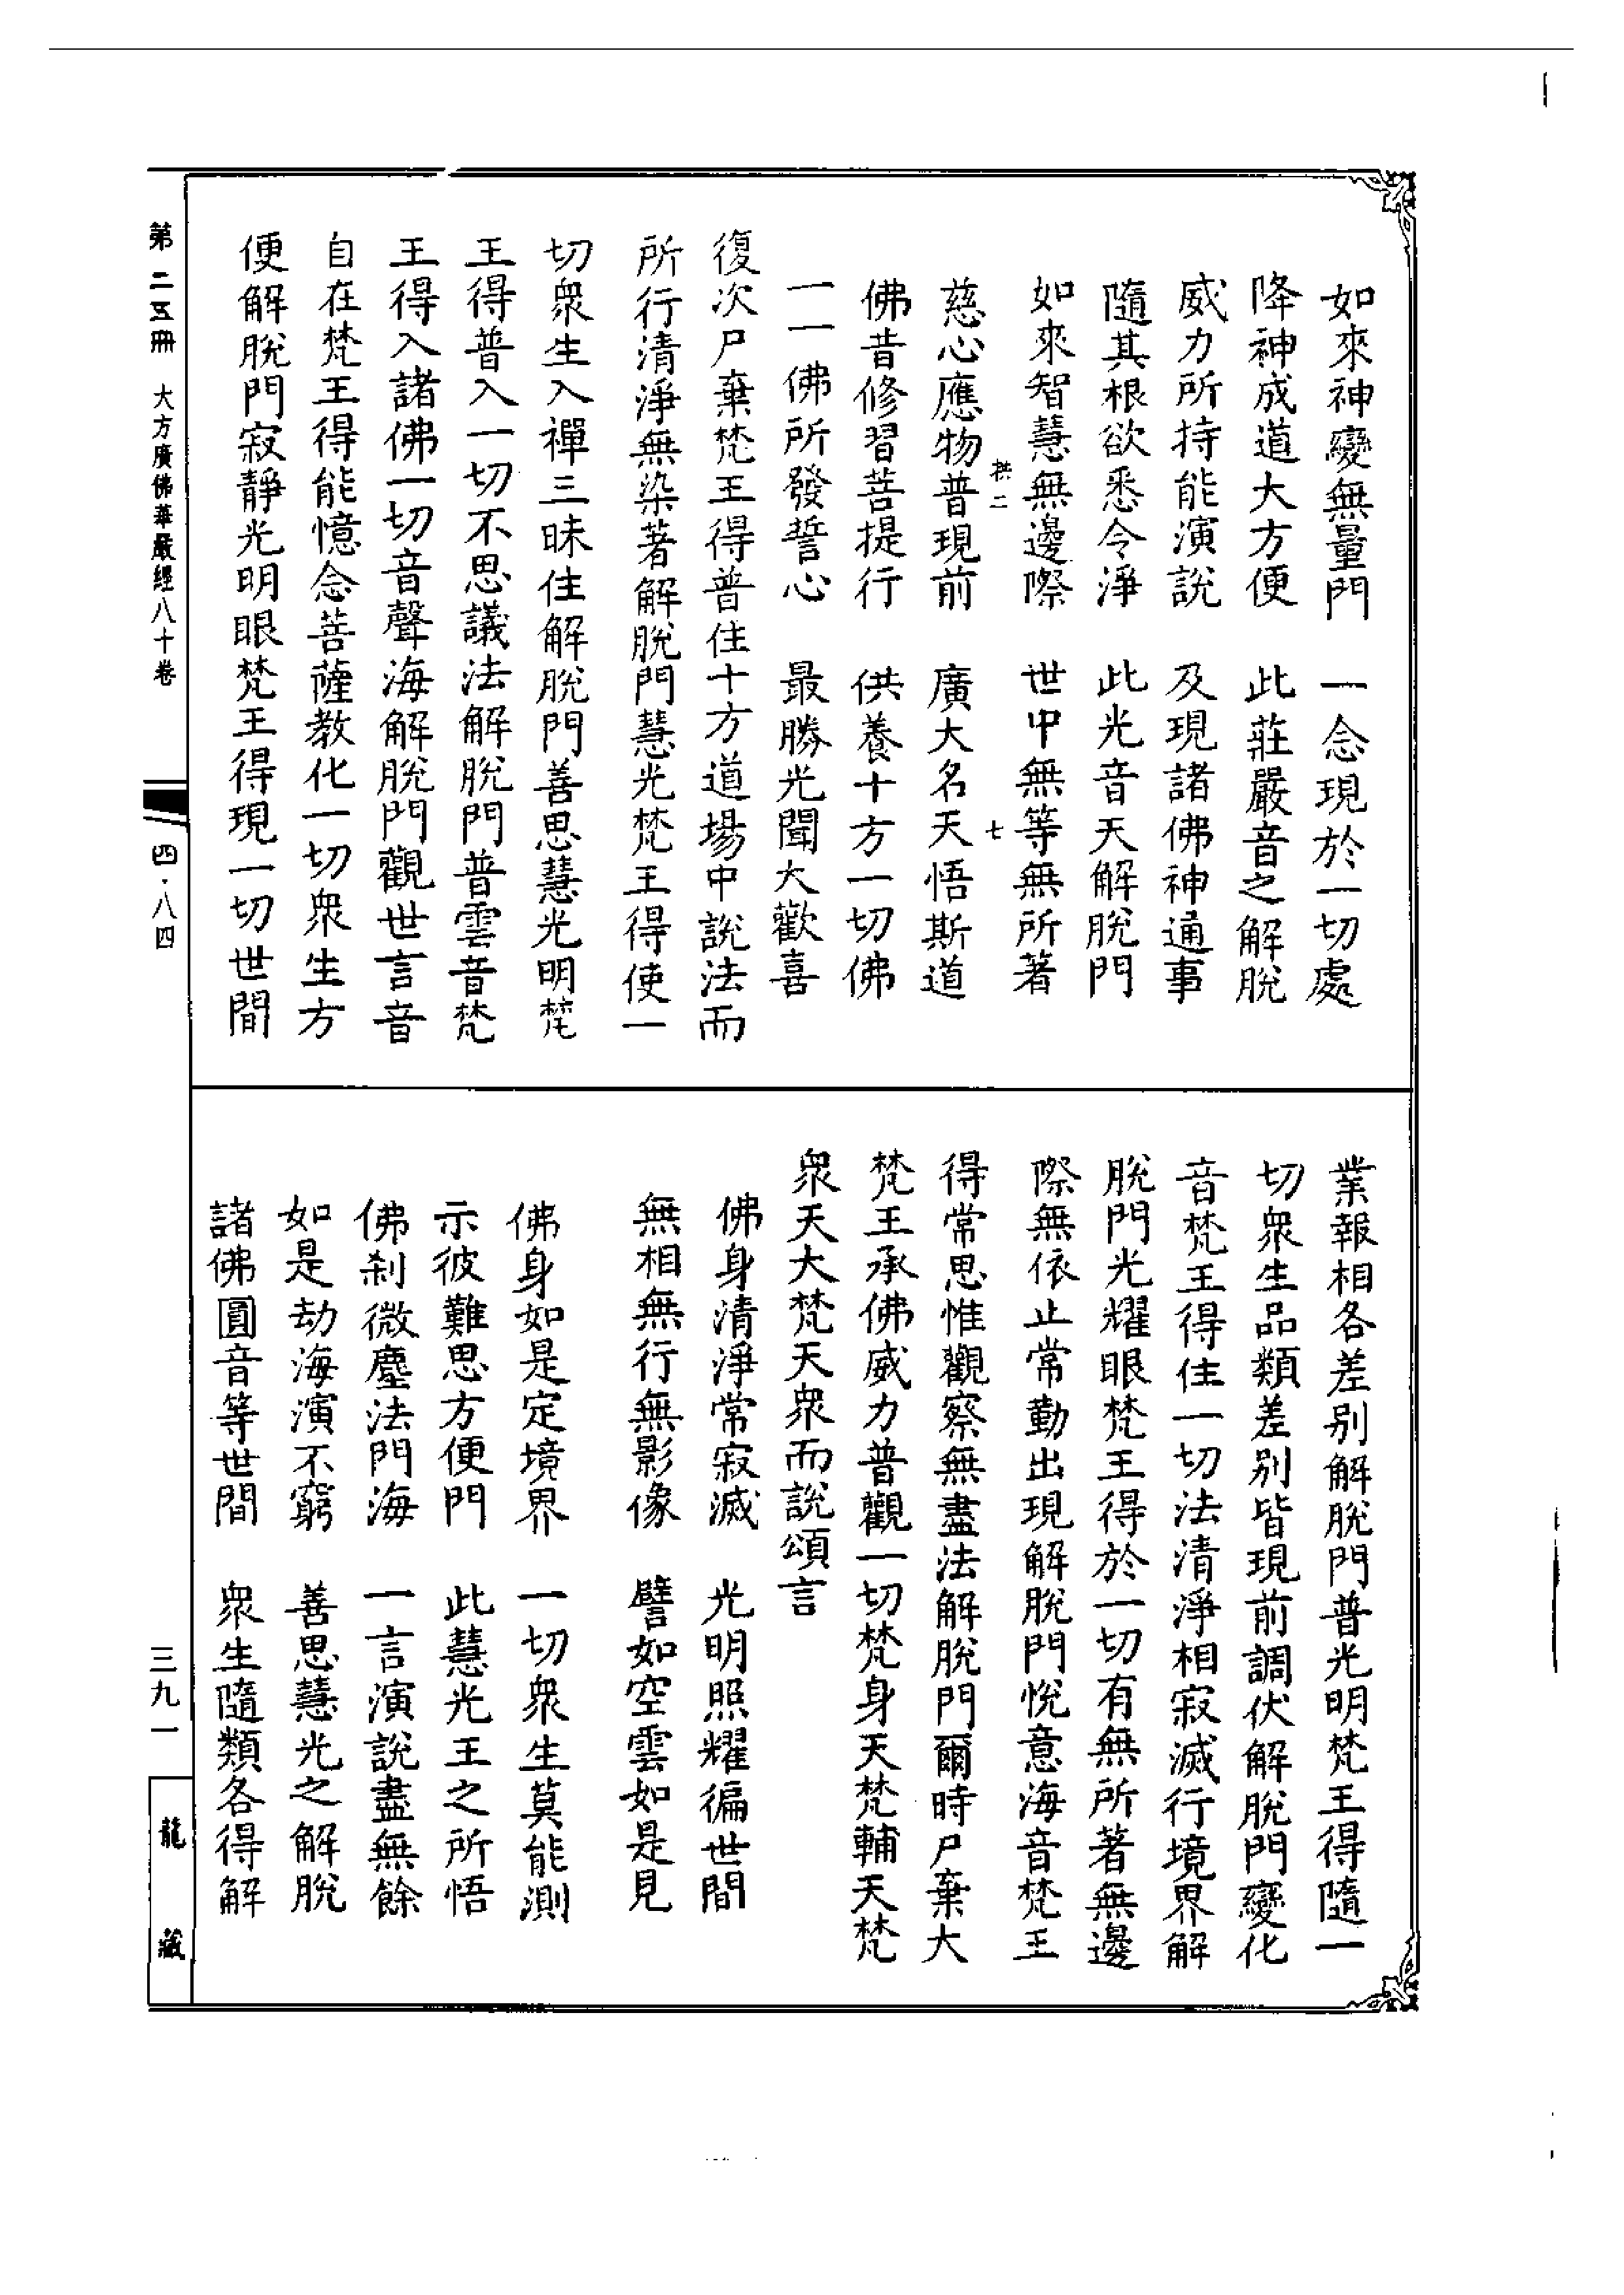 如來神變無量門　一念現於一切處
降神成道大方便　此莊嚴音之解脫
威力所持能演說　及現諸佛神通事
隨其根欲悉令淨　此光音天解脫門
如來智慧無邊際　世中無等無所著
慈心應物普現前　廣大名天悟斯道
佛昔修習菩提行　供養十方一切佛
一一佛所發誓心　最勝光聞大歡喜
復次尸棄梵王得普住十方道場中說法而
所行清淨無染著解脫門慧光梵王得使一
切眾生入禪三昧住解脫門善思慧光明梵
王得普入一切不思議法解脫門普雲音梵
王得入諸佛一切音聲海解脫門觀世言音
自在梵王得能憶念菩薩教化一切眾生方
便解脫門寂靜光明眼梵王得現一切世間
業報相各差别解脫門普光明梵王得隨一
切眾生品類差别皆現前調伏解脫門變化
音梵王得住一切法清淨相寂滅行境界解
脫門光耀眼梵王得於一切有無所著無邊
際無依止常勤出現解脫門悅意海音梵王
得常思惟觀察無盡法解脫門爾時尸棄大
梵王承佛威力普觀一切梵身天梵輔天梵
眾天大梵天眾而說頌言
佛身清淨常寂滅　光明照耀徧世間
無相無行無影像　譬如空雲如是見
佛身如是定境界　一切眾生莫能測
示彼難思方便門　此慧光王之所悟
佛剎微塵法門海　一言演說盡無餘
如是劫海演不窮　善思慧光之解脫
諸佛圓音等世間　眾生隨類各得解
第二五冊　大方廣佛華嚴經八十卷
四・八四
三九一
龍藏
拱二
七